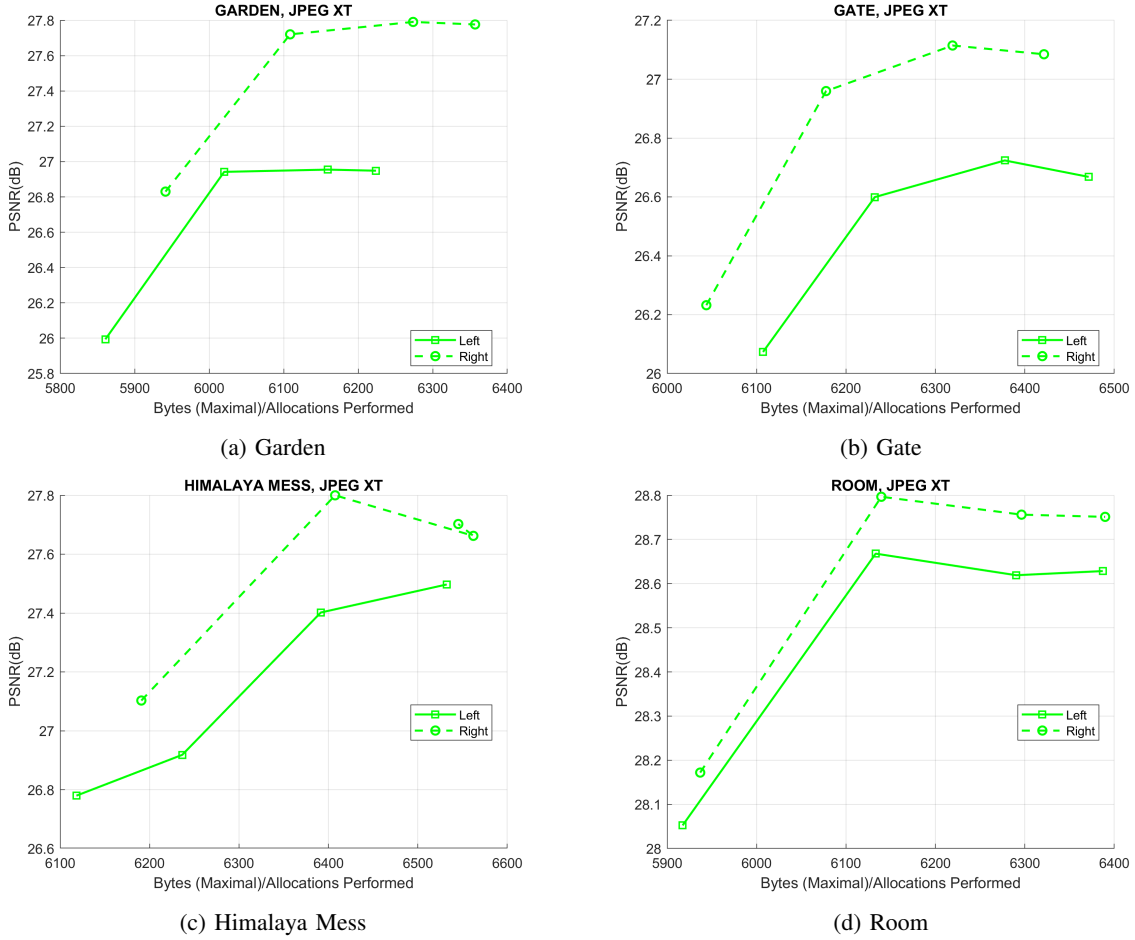 GARDEN, JPEG XT
27.8
27.6
27.4
27.2
27
26.8
26.6
26.4
26.2
26
25.8
PSNR(dB)
Left
Right
5800 5900 6000 6100 6200 6300 6400
Bytes (Maximal)/Allocations Performed
(a) Garden
GATE, JPEG XT
27.2
27
26.8
26.6
26.4
26.2
26
PSNR(dB)
Left
Right
6000 6100 6200 6300 6400 6500
Bytes (Maximal)/Allocations Performed
(b) Gate
HIMALAYA MESS, JPEG XT
27.8
27.6
27.4
27.2
27
26.8
26.6
PSNR(dB)
Left
Right
6100 6200 6300 6400 6500 6600
Bytes (Maximal)/Allocations Performed
(c) Himalaya Mess
ROOM, JPEG XT
28.8
28.7
28.6
28.5
28.4
28.3
28.2
28.1
28
PSNR(dB)
Left
Right
5900 6000 6100 6200 6300 6400
Bytes (Maximal)/Allocations Performed
(d) Room